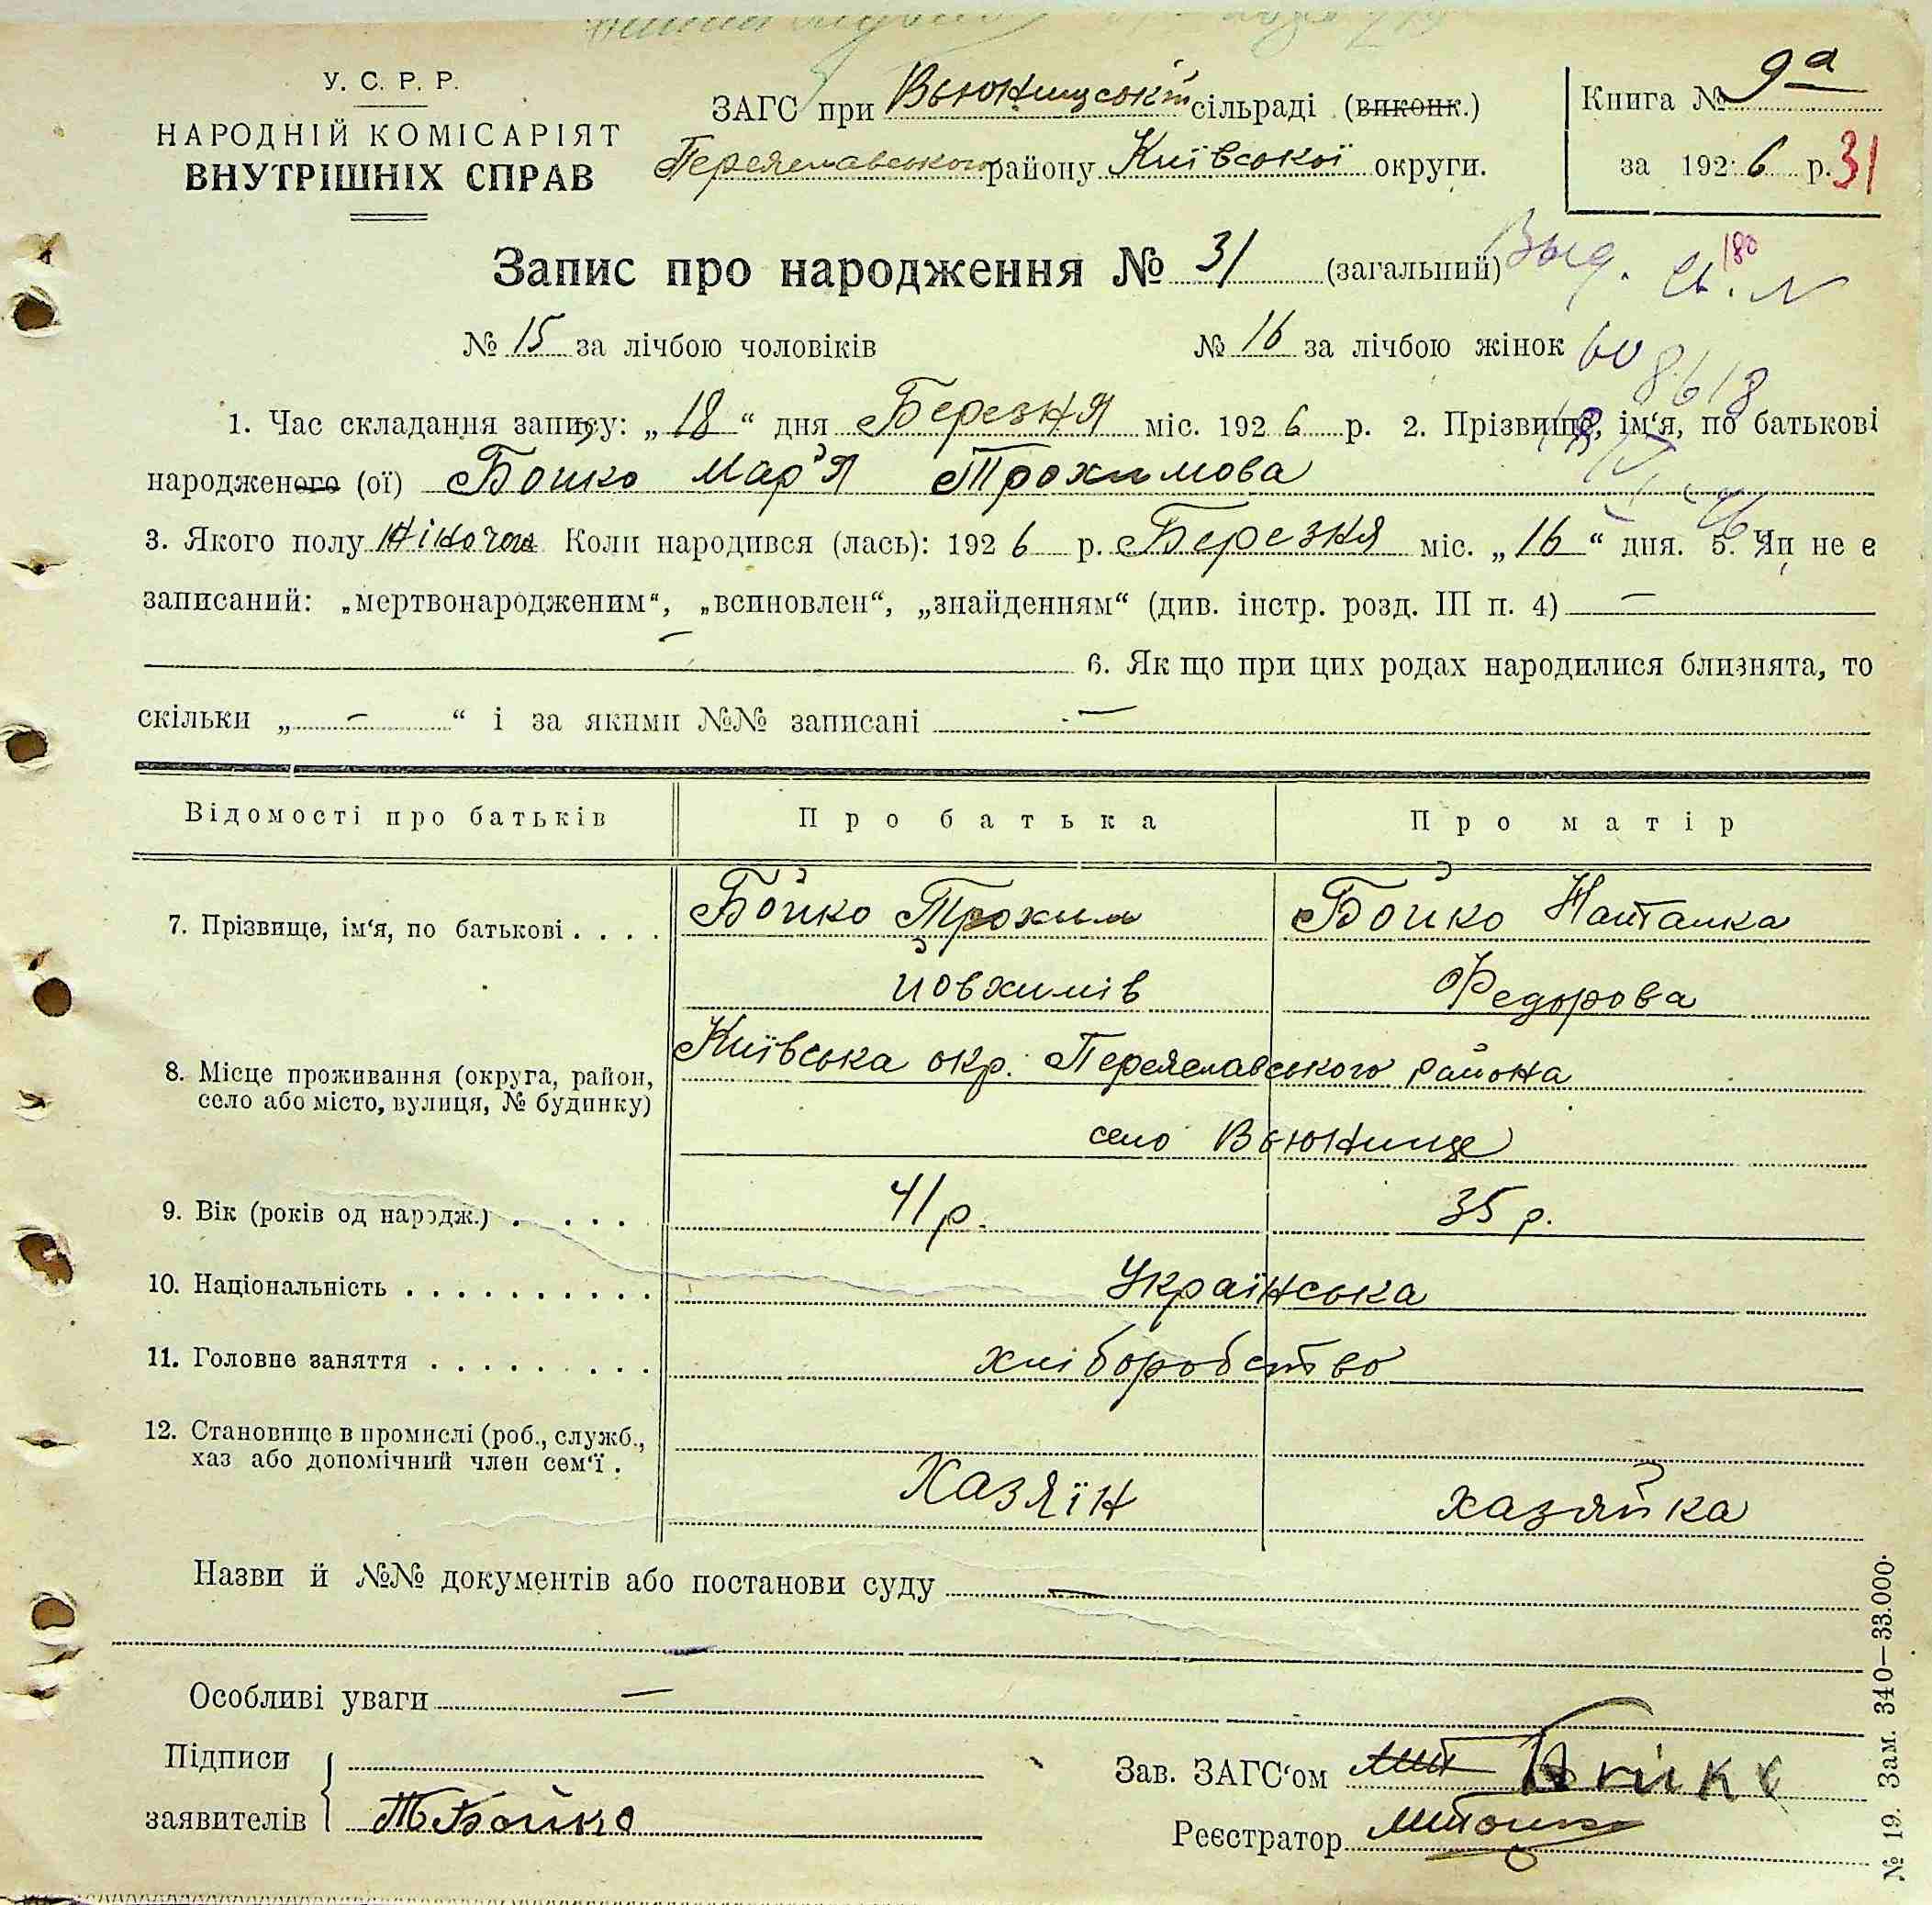 У. С. Р. Р.
НАРОДНІЙ КОМІСАРІЯТ
ВНУТРІШНІХ СПРАВ
ЗАГС при Вьюнищській сільраді (виконк.)
Переяславського району Київської округи.
Книга № 9а
за 1926 р. 31
Запис про народження № 31 (загальний)
Выд. 180
№ 15 за лічбою чоловіків № 16 за лічбою жінок
1. Час складання запису: „18“ дня Березня міс. 1926 р. 2. Прізвище, ім‘я, по батькові
народженого (ої) Бойко Мар'я Трохимова
3. Якого полу Жіночого Коли народився (лась): 1926 р. Березня міс. „16“ дня. 5. Чи не є
записаний: „мертвонародженим“, „всиновлен“, „знайденням“ (див. інстр. розд. III п. 4) —
— 6. Як що при цих родах народилися близнята, то
скільки „ — “ і за якими №№ записані —
Відомості про батьків Про батька Про матір
7. Прізвище, ім‘я, по батькові . . . . Бойко Трохим Бойко Наталка
Йовхимів Федорова
8. Місце проживання (округа, район, Київська окр. Переяславського района
село або місто, вулиця, № будинку)
село Вьюнище
9. Вік (років од народж.) . . . . . 41 р. 35 р.
10. Національність . . . . . . . . . . Українська
11. Головне заняття . . . . . . . . . хліборобство
12. Становище в промислі (роб., служб.,
хаз або допомічний член сем‘ї .
Хазяїн хазяйка
Назви й №№ документів або постанови суду —
Особливі уваги —
Підписи
заявителів Т Бойко
Зав. ЗАГС‘ом Бойко
Реєстратор
№ 19. Зам. 340—33.000.